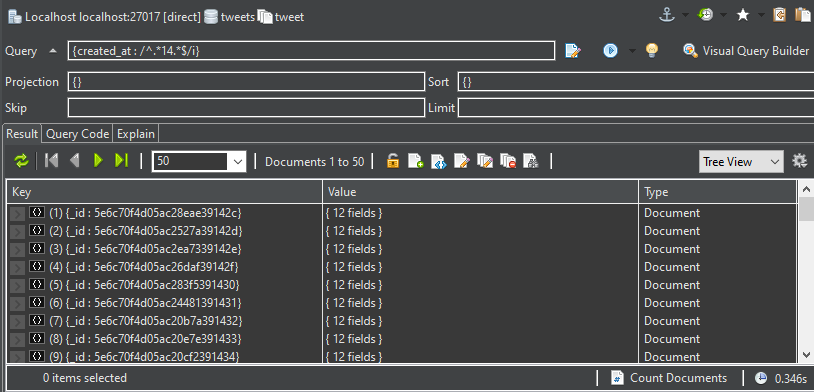 Localhost localhost:27017 [direct] tweets tweet
Query {created_at : /^.*14.*$/i} Visual Query Builder
Projection {} Sort {}
Skip Limit
Result Query Code Explain
50 Documents 1 to 50 Tree View
Key Value Type
(1) {_id : 5e6c70f4d05ac28eae39142c} { 12 fields } Document
(2) {_id : 5e6c70f4d05ac2527a39142d} { 12 fields } Document
(3) {_id : 5e6c70f4d05ac2ea7339142e} { 12 fields } Document
(4) {_id : 5e6c70f4d05ac26daf39142f} { 12 fields } Document
(5) {_id : 5e6c70f4d05ac283f5391430} { 12 fields } Document
(6) {_id : 5e6c70f4d05ac24481391431} { 12 fields } Document
(7) {_id : 5e6c70f4d05ac20b7a391432} { 12 fields } Document
(8) {_id : 5e6c70f4d05ac20e7e391433} { 12 fields } Document
(9) {_id : 5e6c70f4d05ac20cf2391434} { 12 fields } Document
0 items selected Count Documents 0.346s